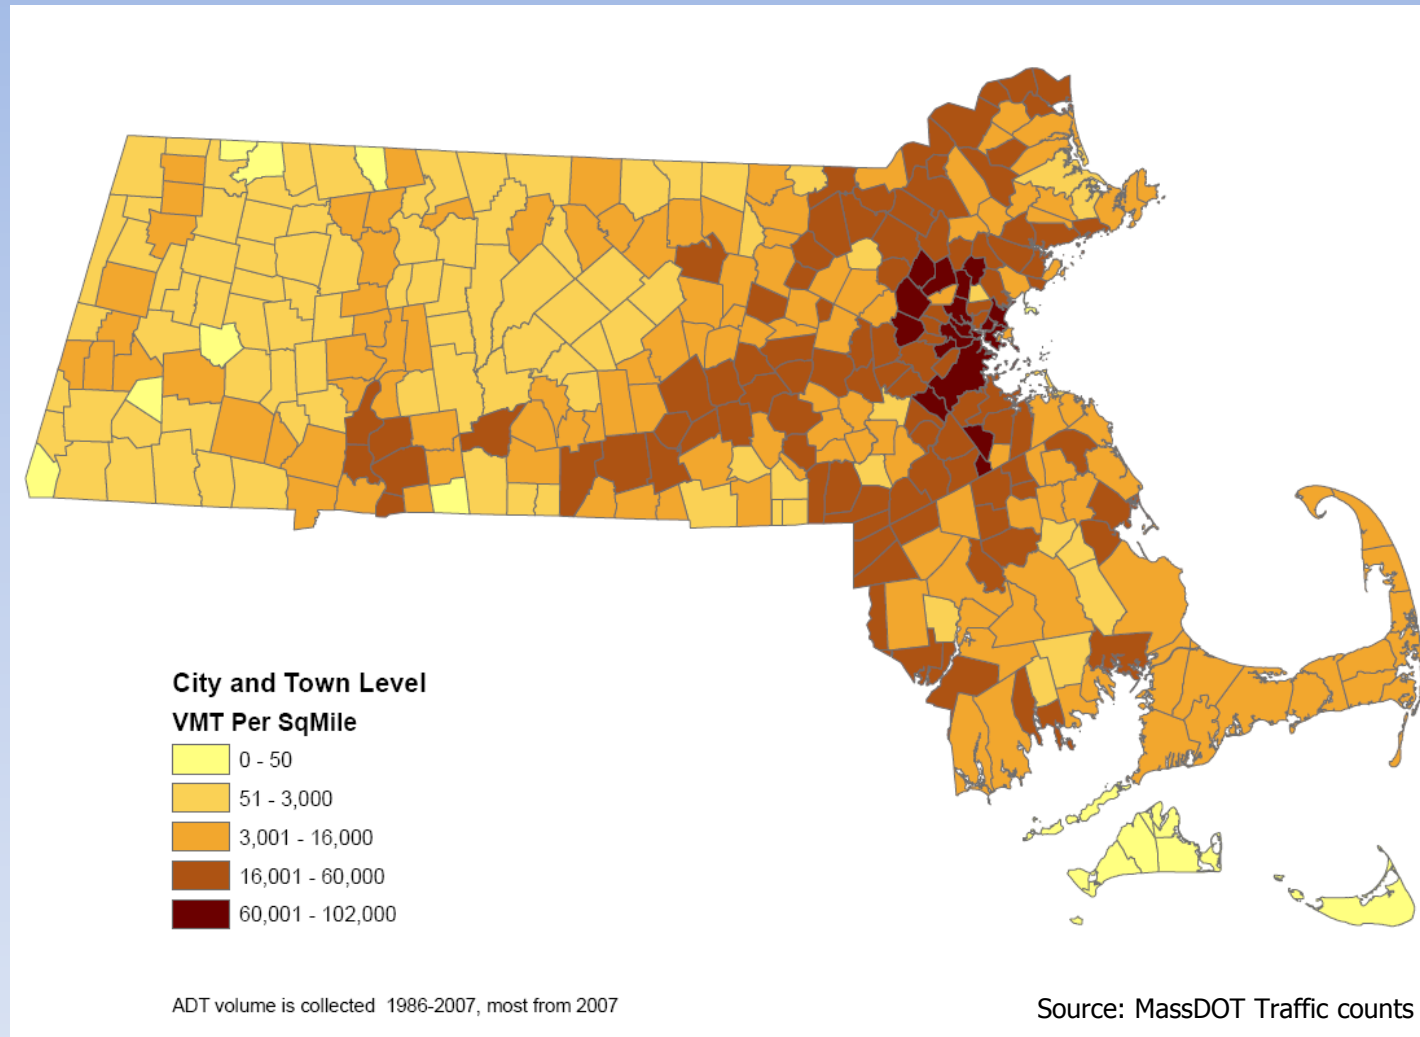 City and Town Level
VMT Per SqMile
0 - 50
51 - 3,000
3,001 - 16,000
16,001 - 60,000
60,001 - 102,000
ADT volume is collected 1986-2007, most from 2007
Source: MassDOT Traffic counts